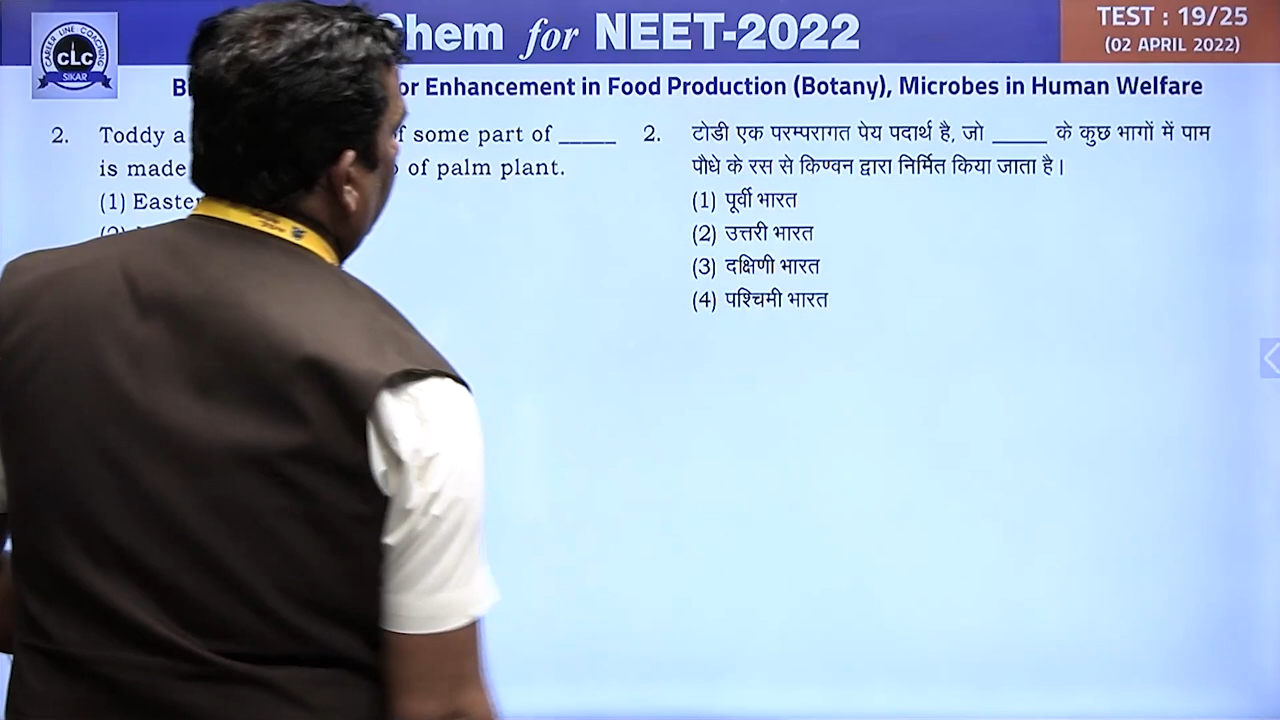 hem for NEET-2022
TEST : 19/25
(02 APRIL 2022)
CAREER LINE COACHING
CLC
SIKAR
or Enhancement in Food Production (Botany), Microbes in Human Welfare
2. Toddy a f some part of _____
is made of palm plant.
(1) Easte
2. टोडी एक परम्परागत पेय पदार्थ है, जो _____ के कुछ भागों में पाम
पौधे के रस से किण्वन द्वारा निर्मित किया जाता है।
(1) पूर्वी भारत
(2) उत्तरी भारत
(3) दक्षिणी भारत
(4) पश्चिमी भारत